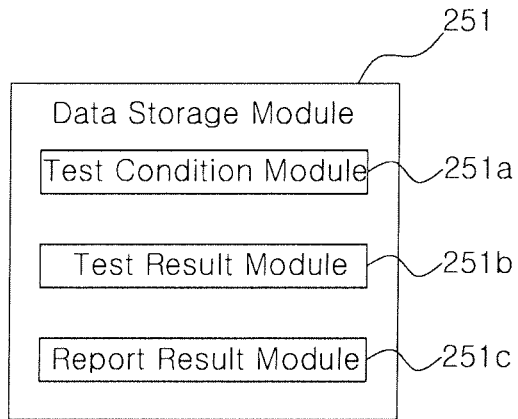 251
Data Storage Module
Test Condition Module 251a
Test Result Module 251b
Report Result Module 251c